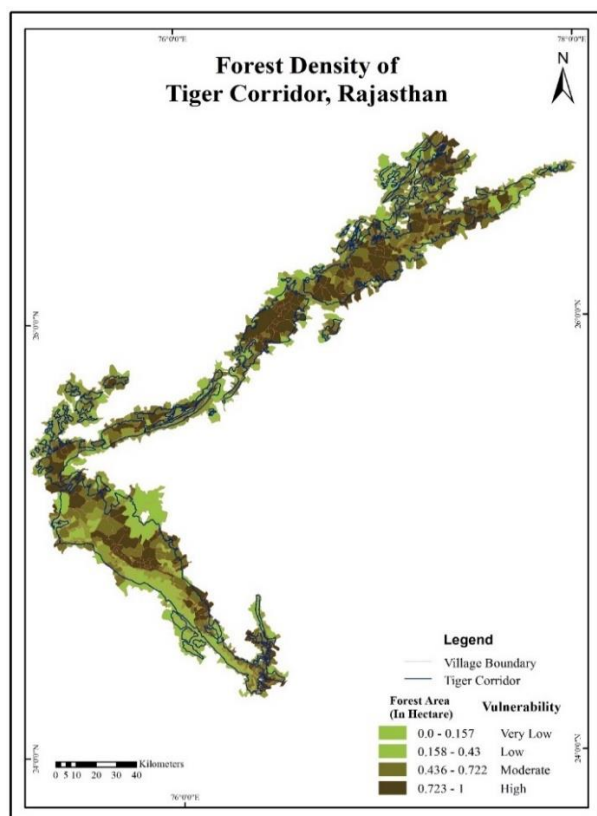 76°0'0"E
78°0'0"E
Forest Density of
Tiger Corridor, Rajasthan
N
26°0'0"N
26°0'0"N
Legend
Village Boundary
Tiger Corridor
Forest Area
(In Hectare)
Vulnerability
0.0 - 0.157 Very Low
0.158 - 0.43 Low
0.436 - 0.722 Moderate
0.723 - 1 High
24°0'0"N
24°0'0"N
Kilometers
0 5 10 20 30 40
76°0'0"E